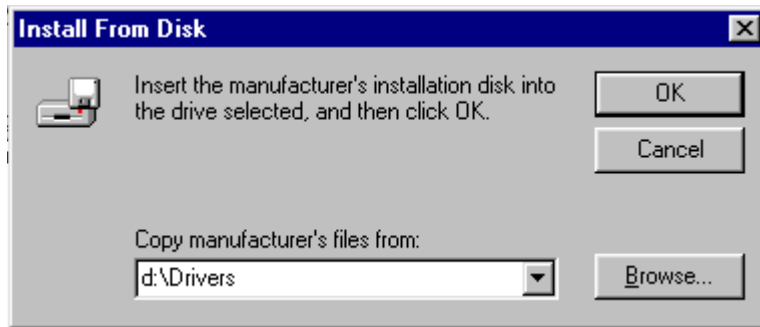 Install From Disk
Insert the manufacturer's installation disk into
the drive selected, and then click OK.
OK
Cancel
Copy manufacturer's files from:
d:\Drivers
Browse...